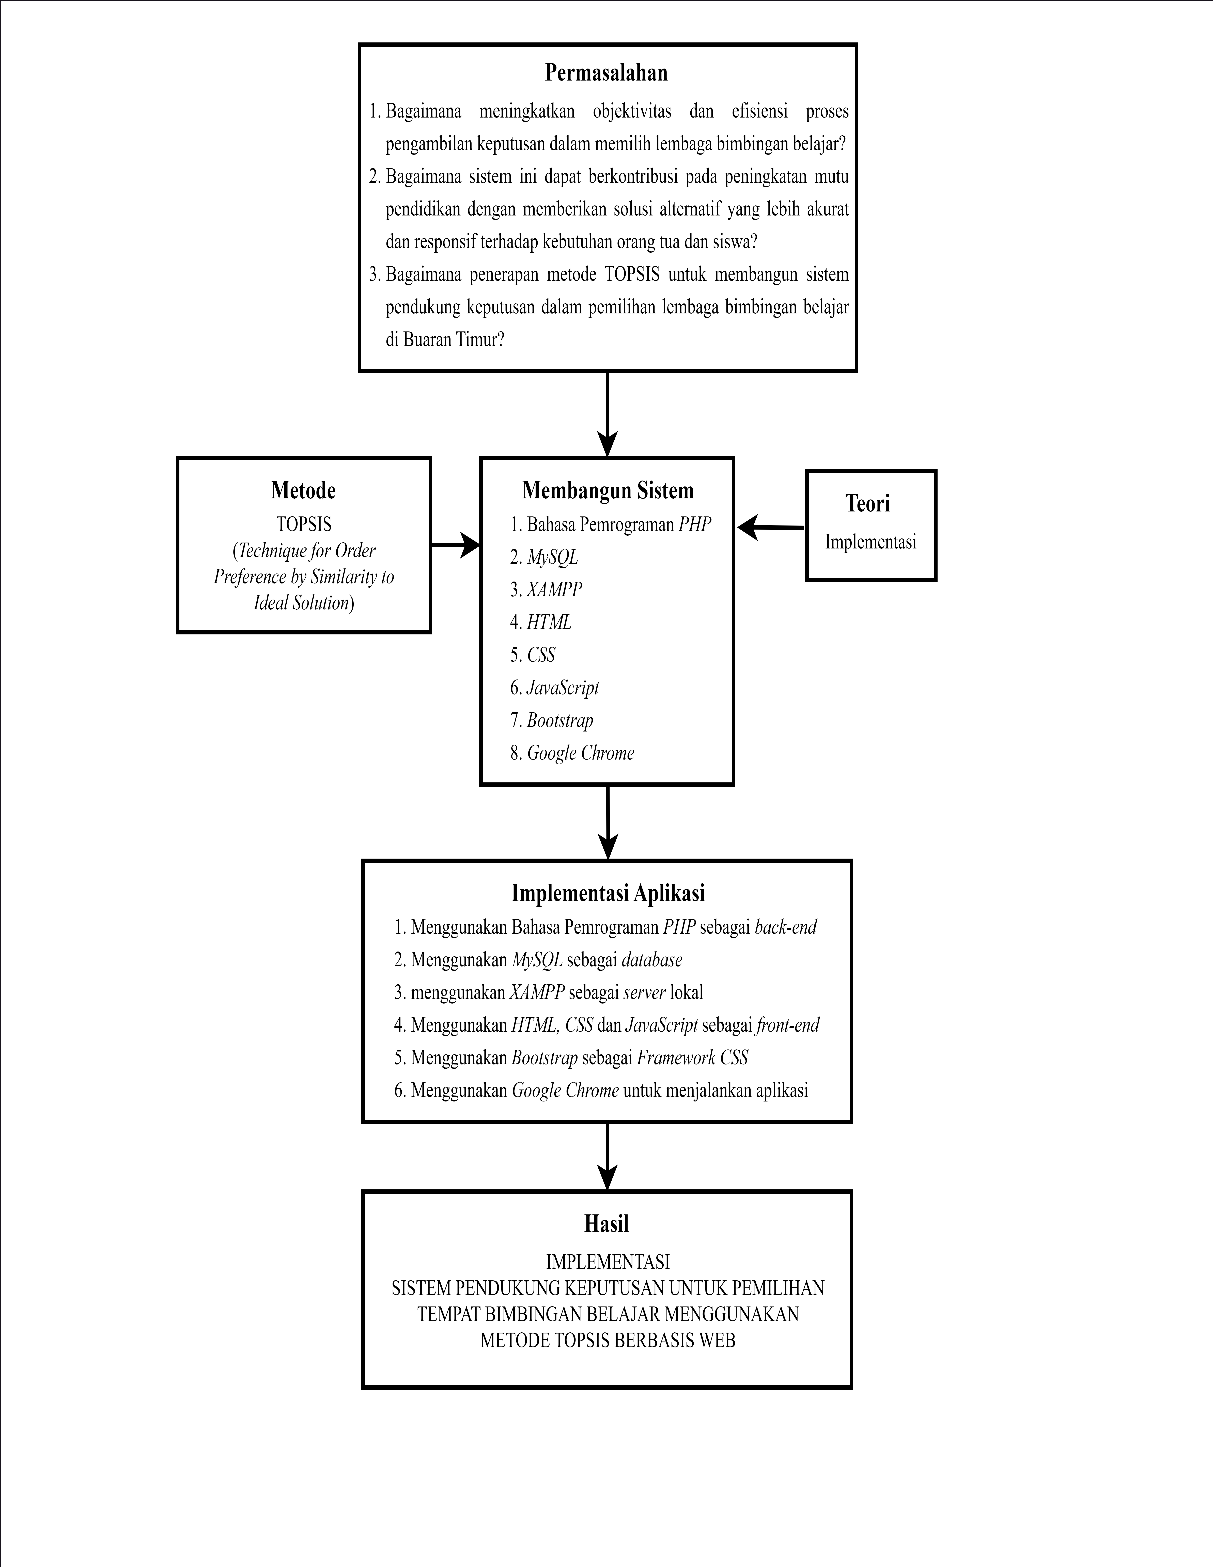 Permasalahan
1. Bagaimana meningkatkan objektivitas dan efisiensi proses
pengambilan keputusan dalam memilih lembaga bimbingan belajar?
2. Bagaimana sistem ini dapat berkontribusi pada peningkatan mutu
pendidikan dengan memberikan solusi alternatif yang lebih akurat
dan responsif terhadap kebutuhan orang tua dan siswa?
3. Bagaimana penerapan metode TOPSIS untuk membangun sistem
pendukung keputusan dalam pemilihan lembaga bimbingan belajar
di Buaran Timur?
Metode
TOPSIS
(Technique for Order
Preference by Similarity to
Ideal Solution)
Membangun Sistem
1. Bahasa Pemrograman PHP
2. MySQL
3. XAMPP
4. HTML
5. CSS
6. JavaScript
7. Bootstrap
8. Google Chrome
Teori
Implementasi
Implementasi Aplikasi
1. Menggunakan Bahasa Pemrograman PHP sebagai back-end
2. Menggunakan MySQL sebagai database
3. menggunakan XAMPP sebagai server lokal
4. Menggunakan HTML, CSS dan JavaScript sebagai front-end
5. Menggunakan Bootstrap sebagai Framework CSS
6. Menggunakan Google Chrome untuk menjalankan aplikasi
Hasil
IMPLEMENTASI
SISTEM PENDUKUNG KEPUTUSAN UNTUK PEMILIHAN
TEMPAT BIMBINGAN BELAJAR MENGGUNAKAN
METODE TOPSIS BERBASIS WEB